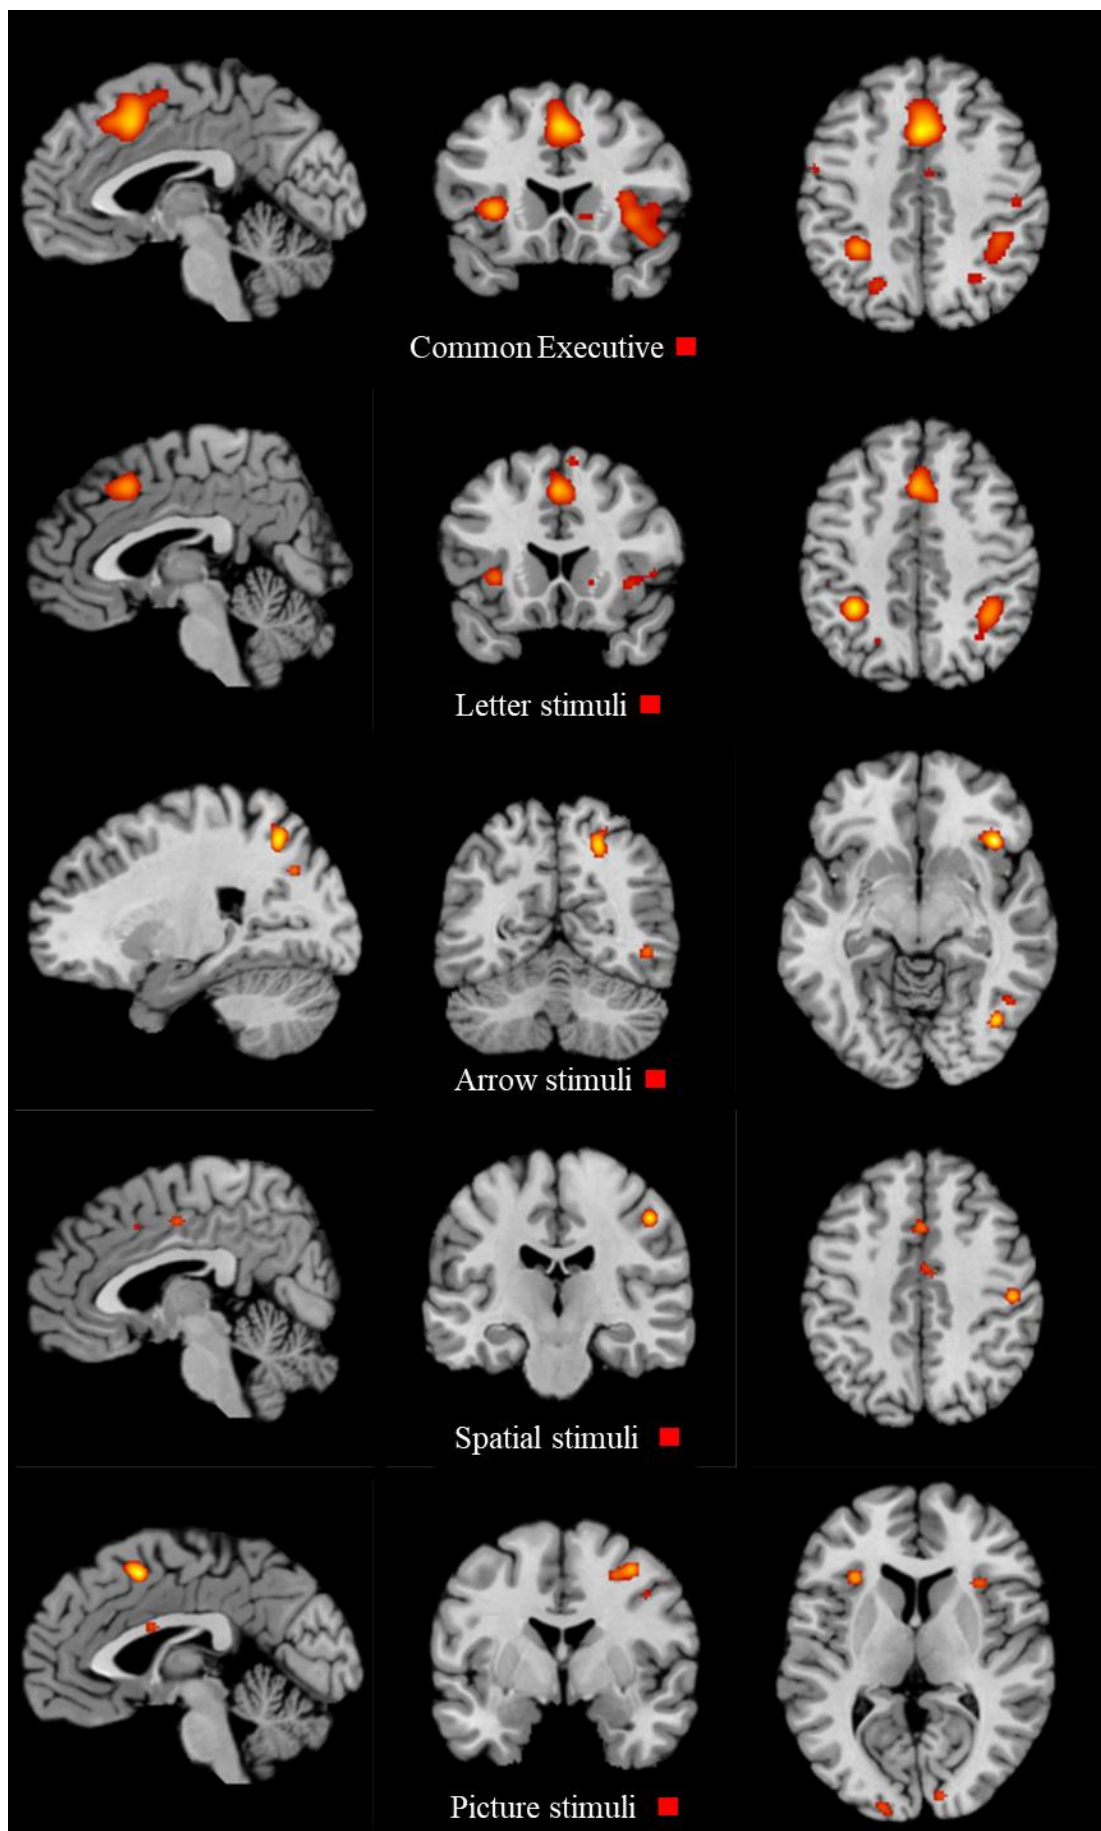 Common Executive
Letter stimuli
Arrow stimuli
Spatial stimuli
Picture stimuli